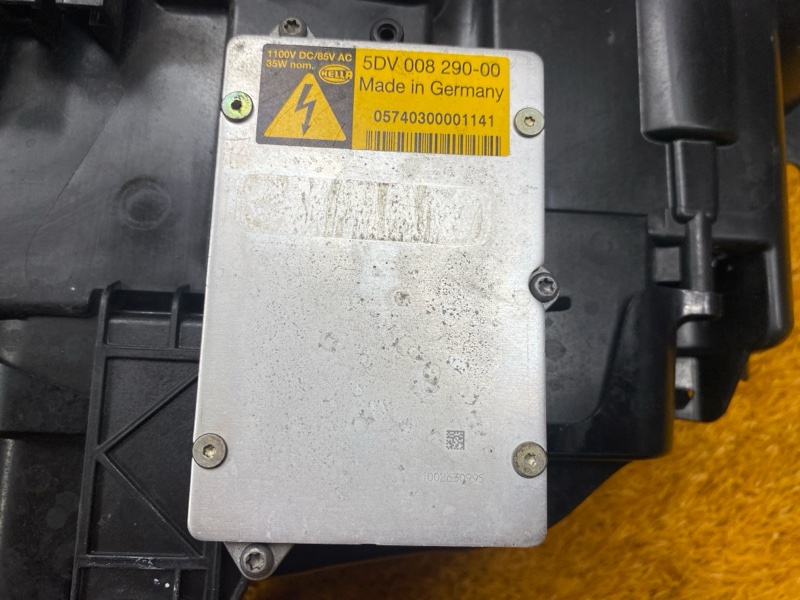 1100V DC/85V AC
35W nom.
HELLA
5DV 008 290-00
Made in Germany
05740300001141